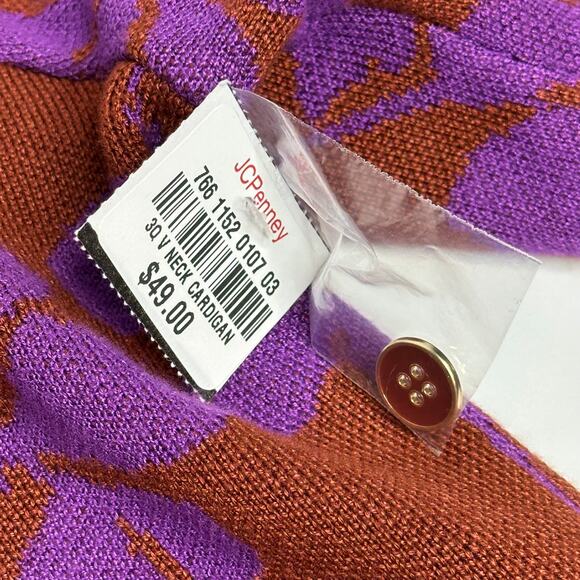 JCPenney
766 1152 0107 03
3Q V NECK CARDIGAN
$49.00